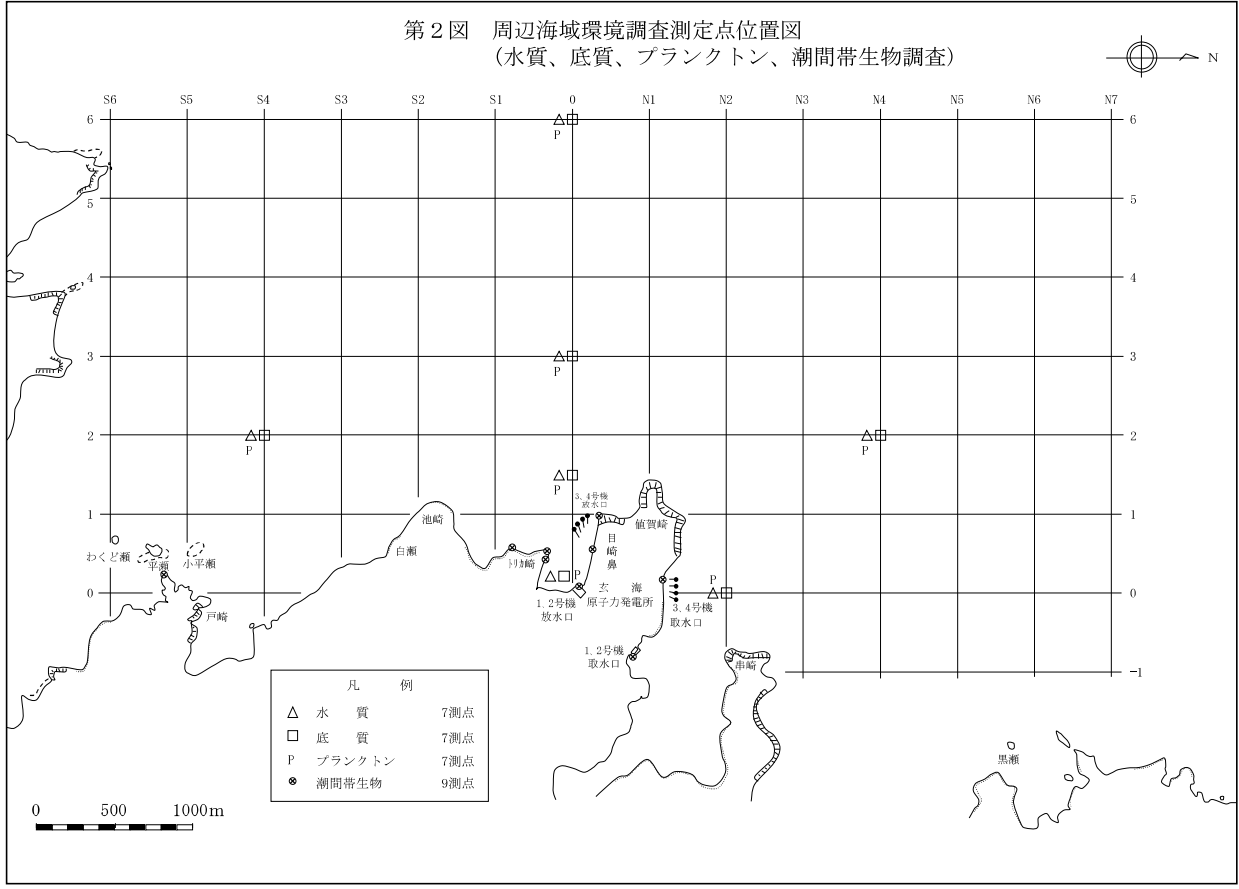 第２図　周辺海域環境調査測定点位置図
（水質、底質、プランクトン、潮間帯生物調査）
N
S6 S5 S4 S3 S2 S1 0 N1 N2 N3 N4 N5 N6 N7
6 6
P
5 5
4 4
3 3
P
2 2
P P
P
3、4号機
放水口
1 1
池崎
値賀崎
白瀬
わくど瀬
平瀬
小平瀬
ﾄﾘｶ崎
目崎鼻
P
P
0 0
玄　海
原子力発電所
1、2号機
放水口
3、4号機
取水口
戸崎
1、2号機
取水口
串崎
-1
黒瀬
凡　例
△ 水　質 7測点
□ 底　質 7測点
P プランクトン 7測点
⊗ 潮間帯生物 9測点
0 500 1000m